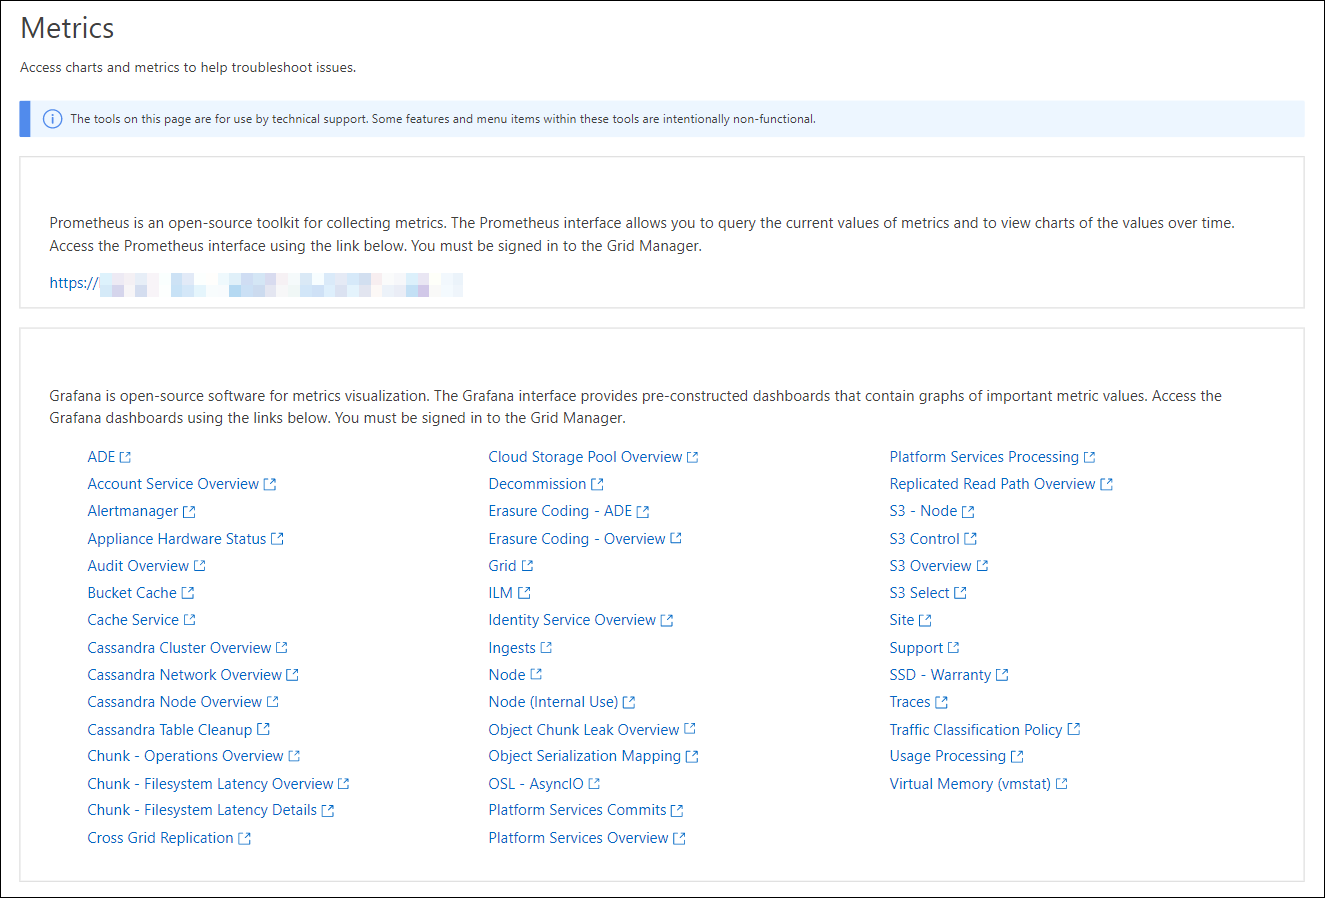 Metrics
Access charts and metrics to help troubleshoot issues.
The tools on this page are for use by technical support. Some features and menu items within these tools are intentionally non-functional.
Prometheus is an open-source toolkit for collecting metrics. The Prometheus interface allows you to query the current values of metrics and to view charts of the values over time.
Access the Prometheus interface using the link below. You must be signed in to the Grid Manager.
https://
Grafana is open-source software for metrics visualization. The Grafana interface provides pre-constructed dashboards that contain graphs of important metric values. Access the
Grafana dashboards using the links below. You must be signed in to the Grid Manager.
ADE
Account Service Overview
Alertmanager
Appliance Hardware Status
Audit Overview
Bucket Cache
Cache Service
Cassandra Cluster Overview
Cassandra Network Overview
Cassandra Node Overview
Cassandra Table Cleanup
Chunk - Operations Overview
Chunk - Filesystem Latency Overview
Chunk - Filesystem Latency Details
Cross Grid Replication
Cloud Storage Pool Overview
Decommission
Erasure Coding - ADE
Erasure Coding - Overview
Grid
ILM
Identity Service Overview
Ingests
Node
Node (Internal Use)
Object Chunk Leak Overview
Object Serialization Mapping
OSL - AsyncIO
Platform Services Commits
Platform Services Overview
Platform Services Processing
Replicated Read Path Overview
S3 - Node
S3 Control
S3 Overview
S3 Select
Site
Support
SSD - Warranty
Traces
Traffic Classification Policy
Usage Processing
Virtual Memory (vmstat)